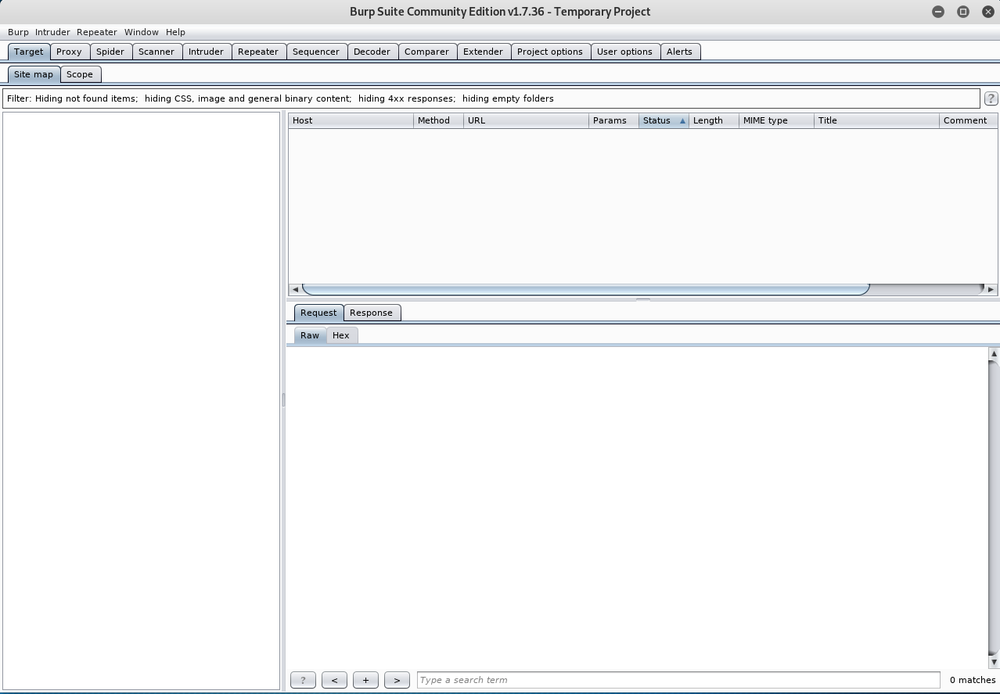 Burp Suite Community Edition v1.7.36 - Temporary Project
Burp Intruder Repeater Window Help
Target Proxy Spider Scanner Intruder Repeater Sequencer Decoder Comparer Extender Project options User options Alerts
Site map Scope
Filter: Hiding not found items; hiding CSS, image and general binary content; hiding 4xx responses; hiding empty folders ?
Host Method URL Params Status Length MIME type Title Comment
Request Response
Raw Hex
? < + > Type a search term 0 matches